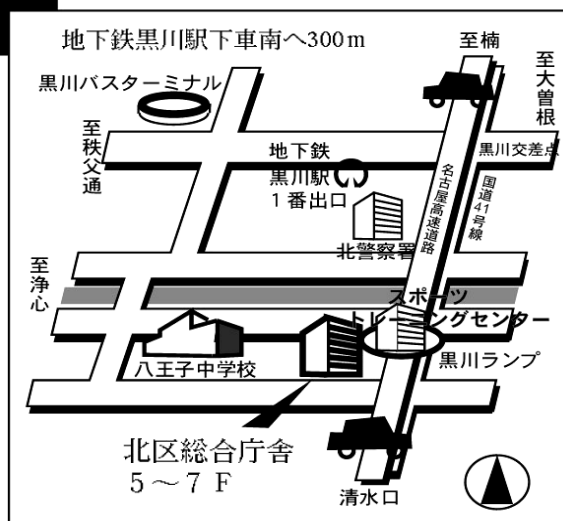 地下鉄黒川駅下車南へ300m
至楠
黒川バスターミナル
至大曽根
至秩父通
地下鉄
黒川駅
1番出口
黒川交差点
名古屋高速道路
国道41号線
北警察署
至浄心
スポーツ
トレーニングセンター
八王子中学校
黒川ランプ
北区総合庁舎
5～7F
清水口